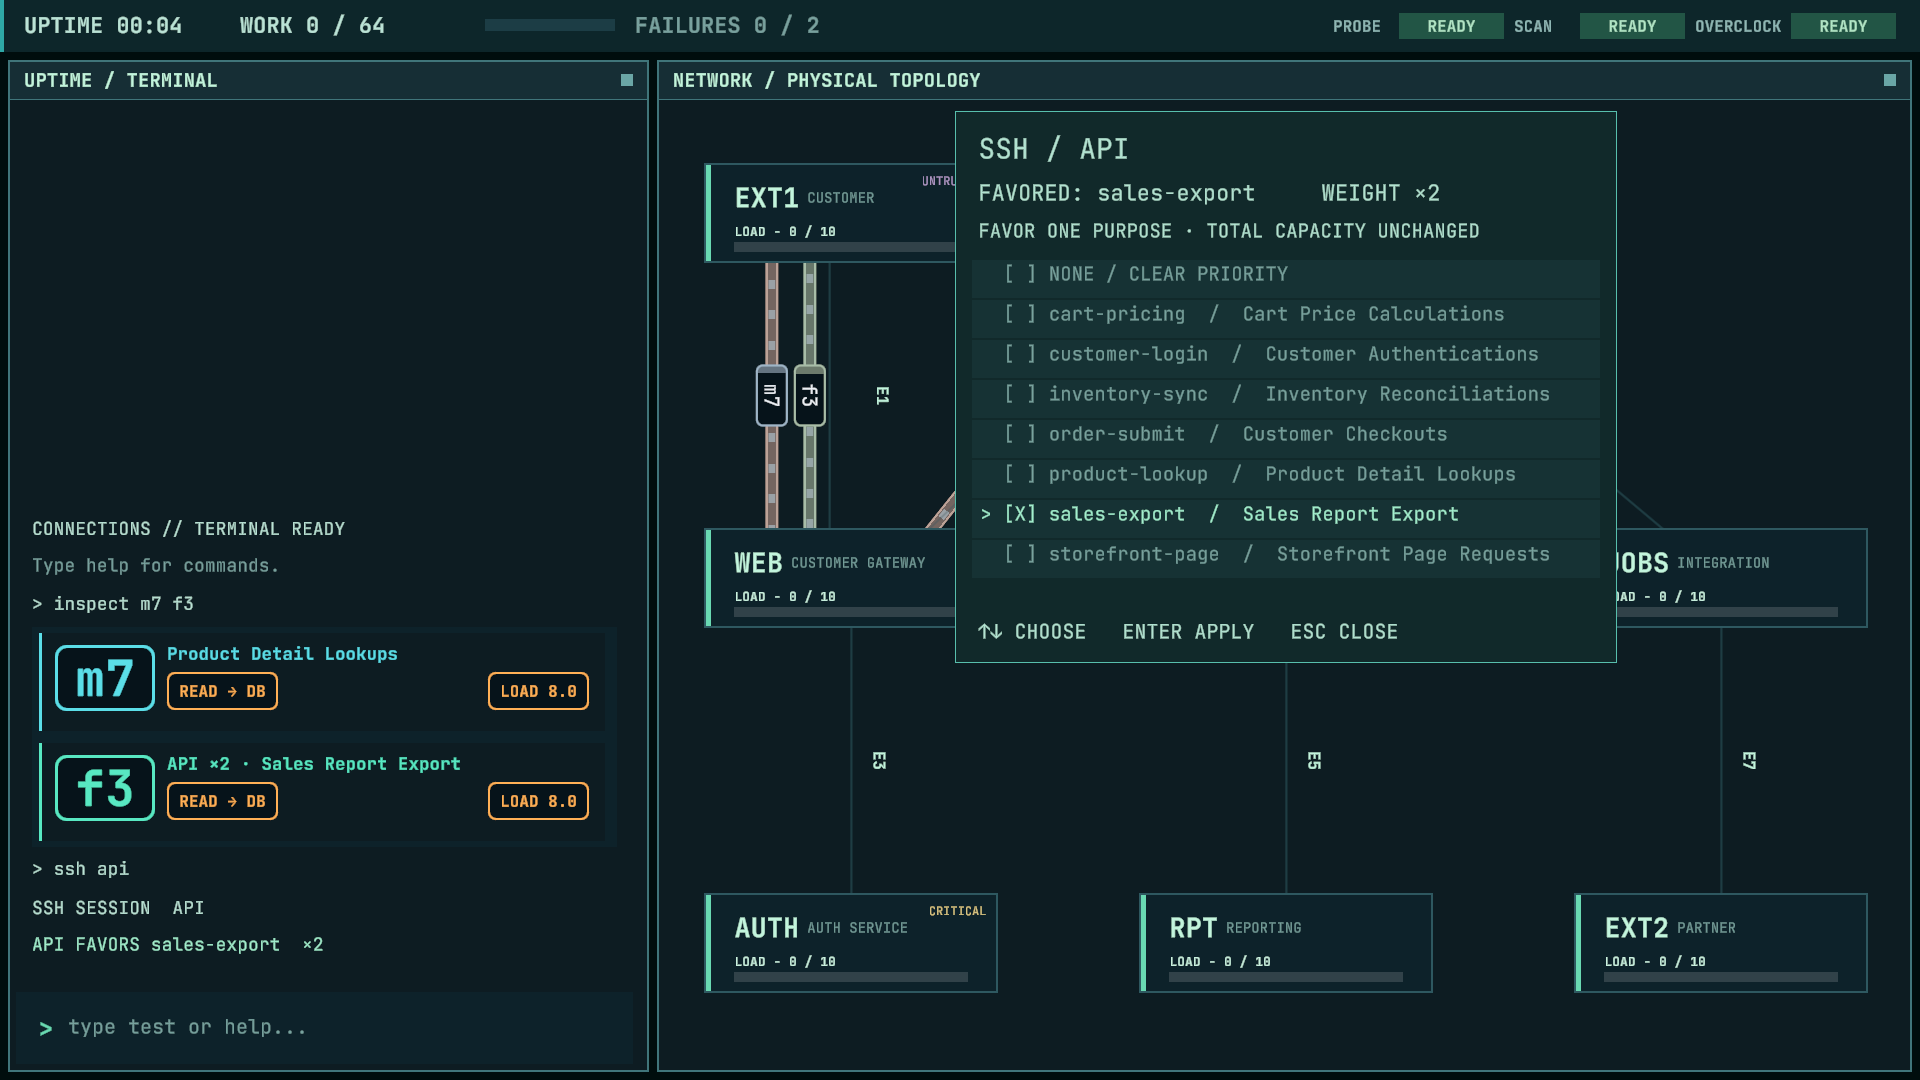 UPTIME 00:04 WORK 0 / 64 FAILURES 0 / 2 PROBE READY SCAN READY OVERCLOCK READY
UPTIME / TERMINAL
CONNECTIONS // TERMINAL READY
Type help for commands.
> inspect m7 f3
m7 Product Detail Lookups
READ → DB LOAD 8.0
f3 API ×2 · Sales Report Export
READ → DB LOAD 8.0
> ssh api
SSH SESSION API
API FAVORS sales-export ×2
> type test or help...
NETWORK / PHYSICAL TOPOLOGY
EXT1 CUSTOMER UNTRU
LOAD - 0 / 10
m7 f3 E1
WEB CUSTOMER GATEWAY
LOAD - 0 / 10
SSH / API
FAVORED: sales-export WEIGHT ×2
FAVOR ONE PURPOSE · TOTAL CAPACITY UNCHANGED
[ ] NONE / CLEAR PRIORITY
[ ] cart-pricing / Cart Price Calculations
[ ] customer-login / Customer Authentications
[ ] inventory-sync / Inventory Reconciliations
[ ] order-submit / Customer Checkouts
[ ] product-lookup / Product Detail Lookups
> [X] sales-export / Sales Report Export
[ ] storefront-page / Storefront Page Requests
↑↓ CHOOSE ENTER APPLY ESC CLOSE
JOBS INTEGRATION
OAD - 0 / 10
E3 E5 E7
AUTH AUTH SERVICE CRITICAL
LOAD - 0 / 10
RPT REPORTING
LOAD - 0 / 10
EXT2 PARTNER
LOAD - 0 / 10